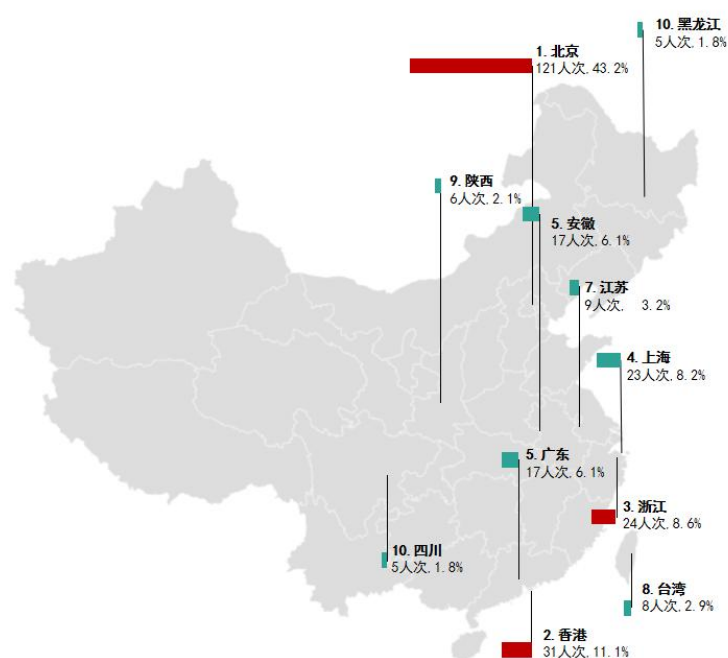 10. 黑龙江
5人次, 1.8%
1. 北京
121人次, 43.2%
9. 陕西
6人次, 2.1%
5. 安徽
17人次, 6.1%
7. 江苏
9人次, 3.2%
4. 上海
23人次, 8.2%
5. 广东
17人次, 6.1%
3. 浙江
24人次, 8.6%
10. 四川
5人次, 1.8%
8. 台湾
8人次, 2.9%
2. 香港
31人次, 11.1%